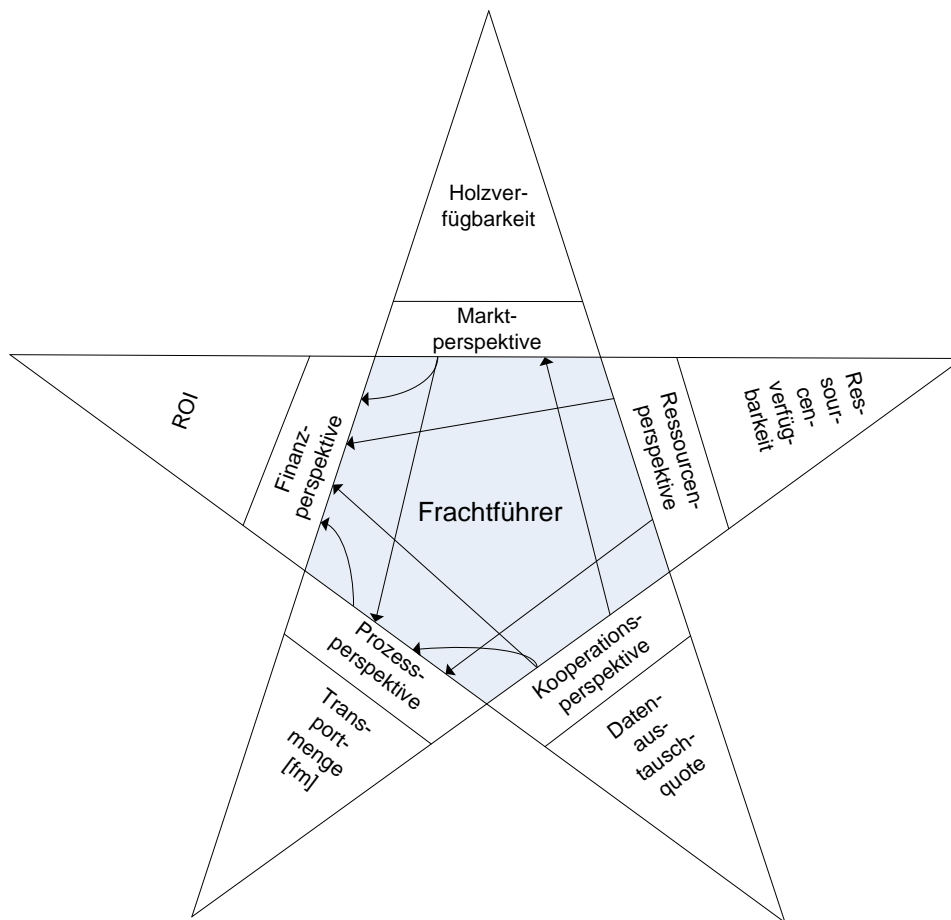 Holzver-
fügbarkeit
Markt-
perspektive
ROI
Finanz-
perspektive
Ressourcen-
perspektive
Res-
sour-
cen-
verfüg-
barkeit
Frachtführer
Prozess-
perspektive
Trans-
port-
menge
[fm]
Kooperations-
perspektive
Daten-
aus-
tausch-
quote